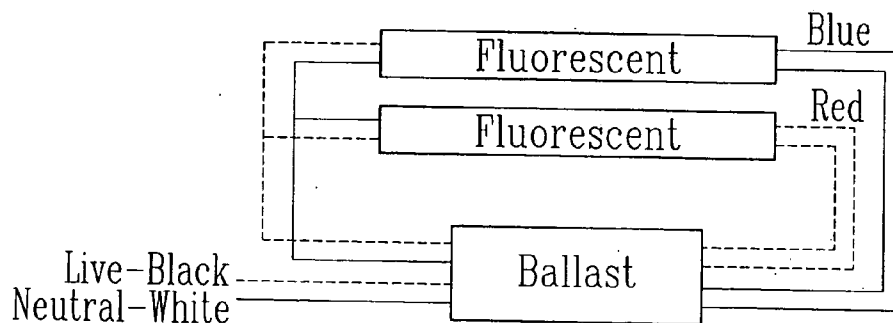 Blue
Fluorescent
Red
Fluorescent
Live-Black
Neutral-White
Ballast